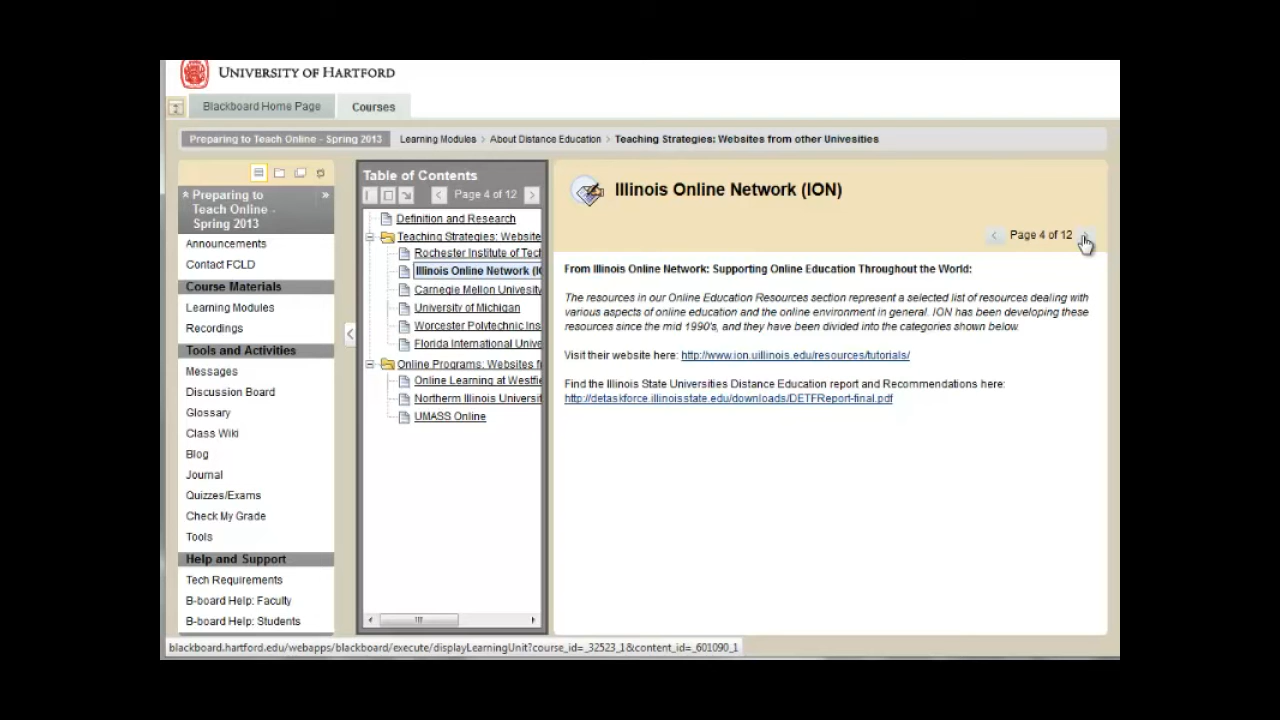 UNIVERSITY OF HARTFORD
Blackboard Home Page
Courses
Preparing to Teach Online - Spring 2013
Learning Modules > About Distance Education > Teaching Strategies: Websites from other Univesities
Preparing to
Teach Online -
Spring 2013
Announcements
Contact FCLD
Course Materials
Learning Modules
Recordings
Tools and Activities
Messages
Discussion Board
Glossary
Class Wiki
Blog
Journal
Quizzes/Exams
Check My Grade
Tools
Help and Support
Tech Requirements
B-board Help: Faculty
B-board Help: Students
Table of Contents
Page 4 of 12
Definition and Research
Teaching Strategies: Website
Rochester Institute of Tec
Illinois Online Network (I
Carnegie Mellon Univesity
University of Michigan
Worcester Polytechnic Ins
Florida International Unive
Online Programs: Websites f
Online Learning at Westfie
Northern Illinois Universit
UMASS Online
Illinois Online Network (ION)
Page 4 of 12
From Illinois Online Network: Supporting Online Education Throughout the World:
The resources in our Online Education Resources section represent a selected list of resources dealing with
various aspects of online education and the online environment in general. ION has been developing these
resources since the mid 1990's, and they have been divided into the categories shown below.
Visit their website here: http://www.ion.uillinois.edu/resources/tutorials/
Find the Illinois State Universities Distance Education report and Recommendations here:
http://detaskforce.illinoisstate.edu/downloads/DETFReport-final.pdf
blackboard.hartford.edu/webapps/blackboard/execute/displayLearningUnit?course_id=_32523_1&content_id=_601090_1